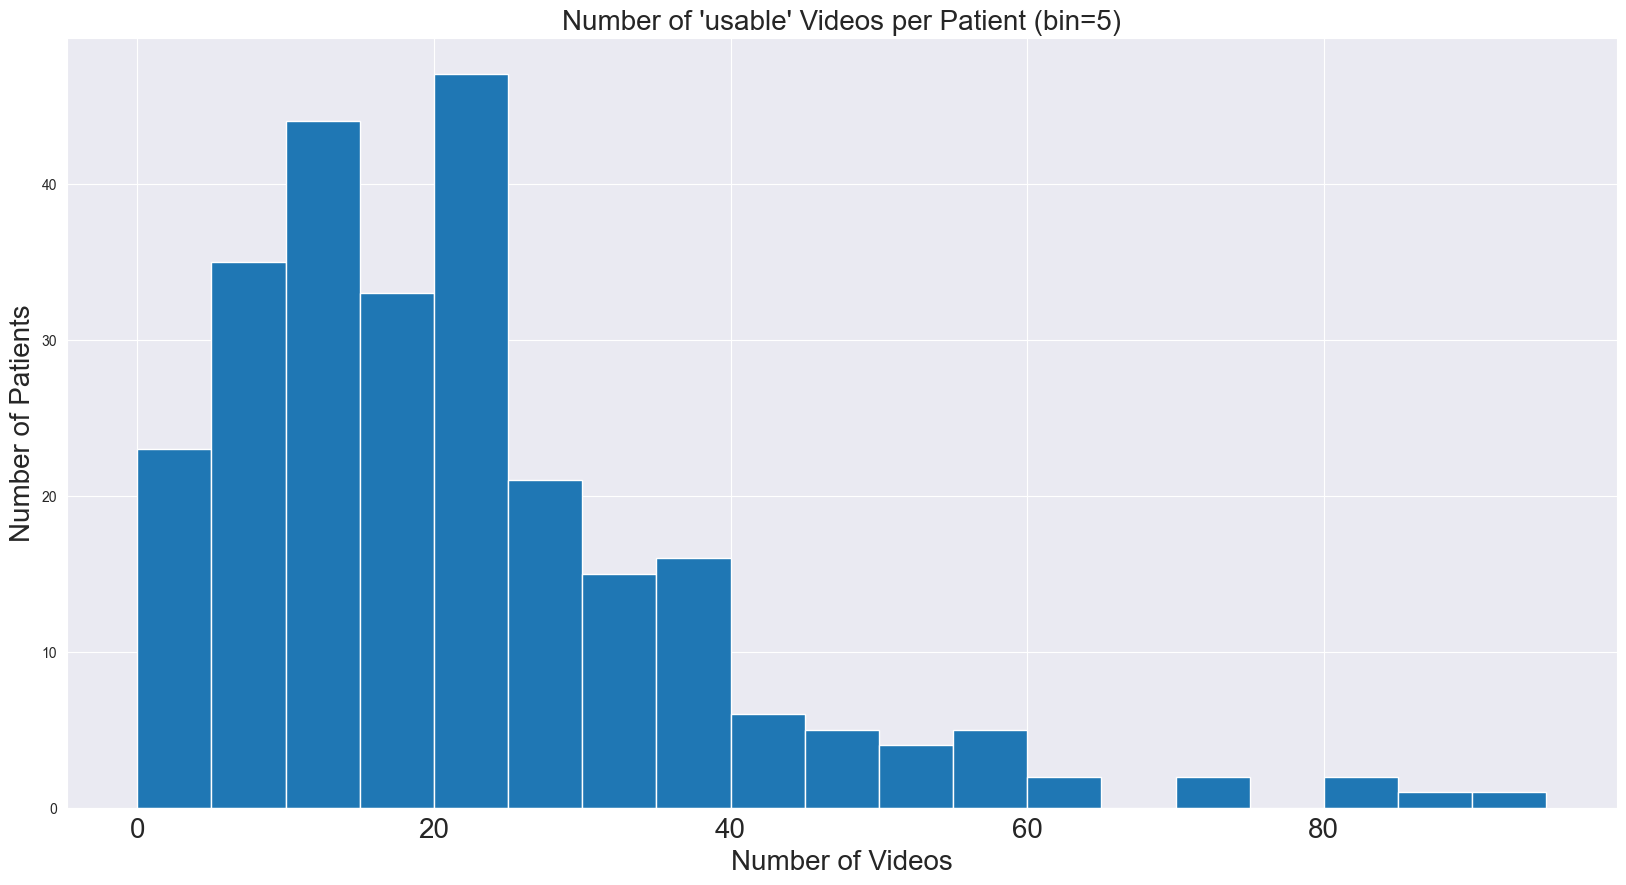 Number of 'usable' Videos per Patient (bin=5)
Number of Patients
40
30
20
10
0
0 20 40 60 80
Number of Videos